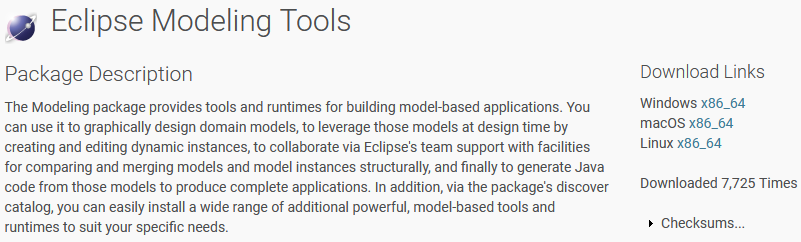 Eclipse Modeling Tools
Package Description
The Modeling package provides tools and runtimes for building model-based applications. You
can use it to graphically design domain models, to leverage those models at design time by
creating and editing dynamic instances, to collaborate via Eclipse's team support with facilities
for comparing and merging models and model instances structurally, and finally to generate Java
code from those models to produce complete applications. In addition, via the package's discover
catalog, you can easily install a wide range of additional powerful, model-based tools and
runtimes to suit your specific needs.
Download Links
Windows x86_64
macOS x86_64
Linux x86_64
Downloaded 7,725 Times
Checksums...